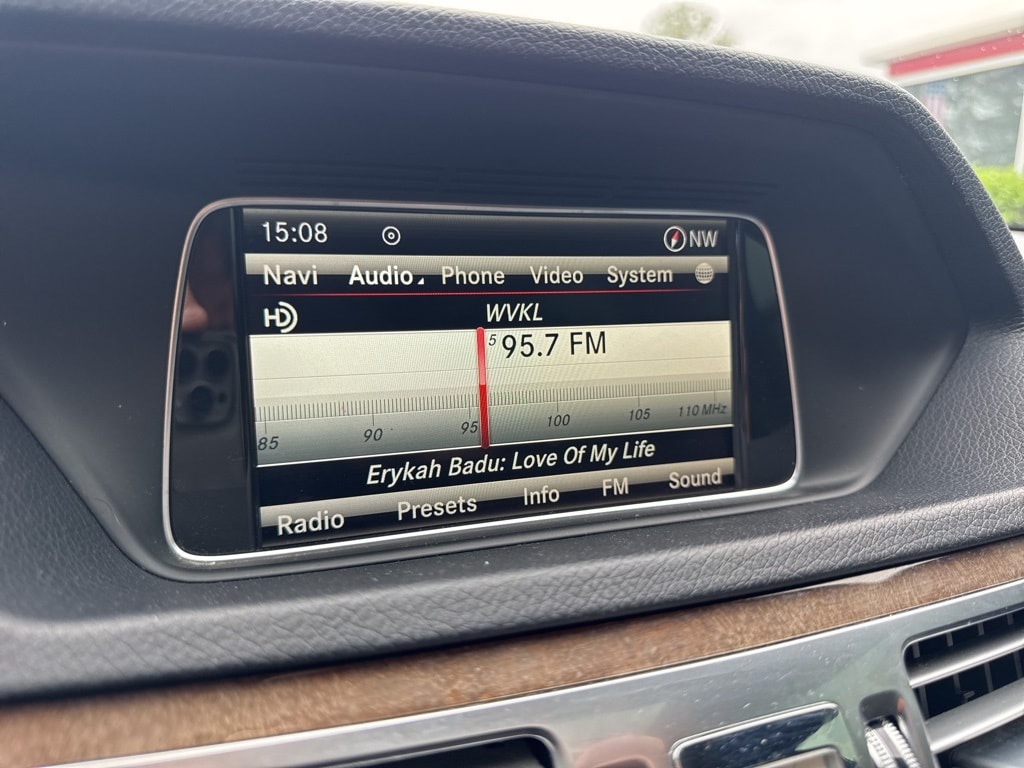 15:08 NW
Navi Audio Phone Video System
HD WVKL
5 95.7 FM
85 90 95 100 105 110 MHz
Erykah Badu: Love Of My Life
Radio Presets Info FM Sound